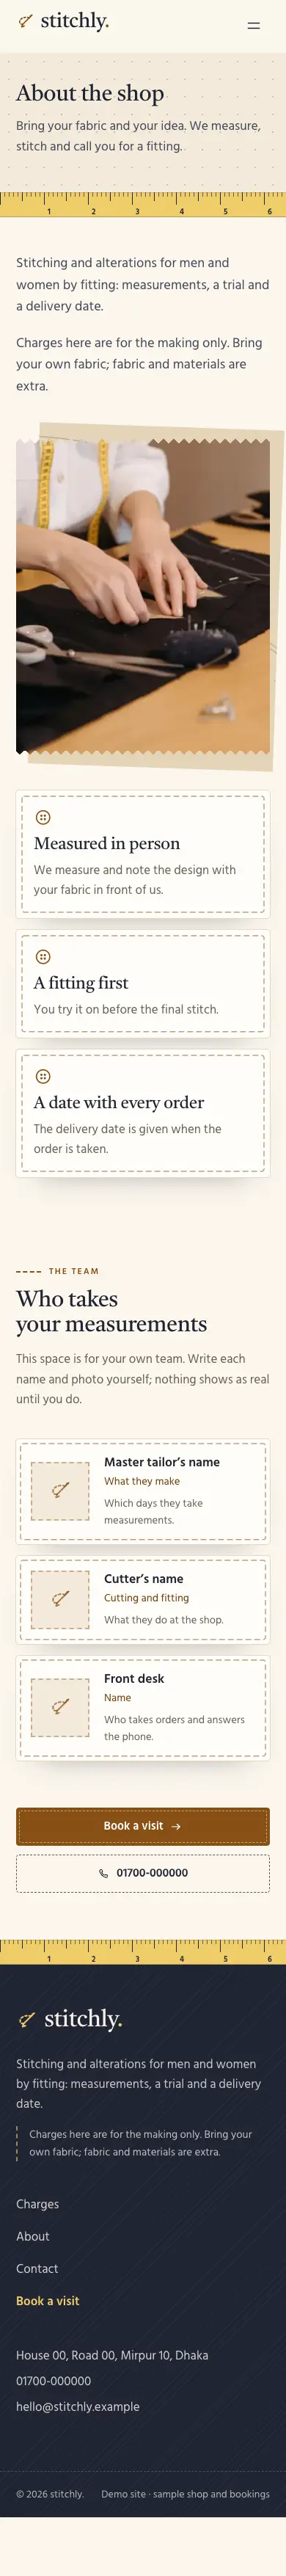 stitchly.
About the shop
Bring your fabric and your idea. We measure,
stitch and call you for a fitting.
1 2 3 4 5 6
Stitching and alterations for men and
women by fitting: measurements, a trial and
a delivery date.
Charges here are for the making only. Bring
your own fabric; fabric and materials are
extra.
Measured in person
We measure and note the design with
your fabric in front of us.
A fitting first
You try it on before the final stitch.
A date with every order
The delivery date is given when the
order is taken.
THE TEAM
Who takes
your measurements
This space is for your own team. Write each
name and photo yourself; nothing shows as real
until you do.
Master tailor’s name
What they make
Which days they take
measurements.
Cutter’s name
Cutting and fitting
What they do at the shop.
Front desk
Name
Who takes orders and answers
the phone.
Book a visit →
01700-000000
1 2 3 4 5 6
stitchly.
Stitching and alterations for men and women
by fitting: measurements, a trial and a delivery
date.
Charges here are for the making only. Bring your
own fabric; fabric and materials are extra.
Charges
About
Contact
Book a visit
House 00, Road 00, Mirpur 10, Dhaka
01700-000000
hello@stitchly.example
© 2026 stitchly. Demo site · sample shop and bookings